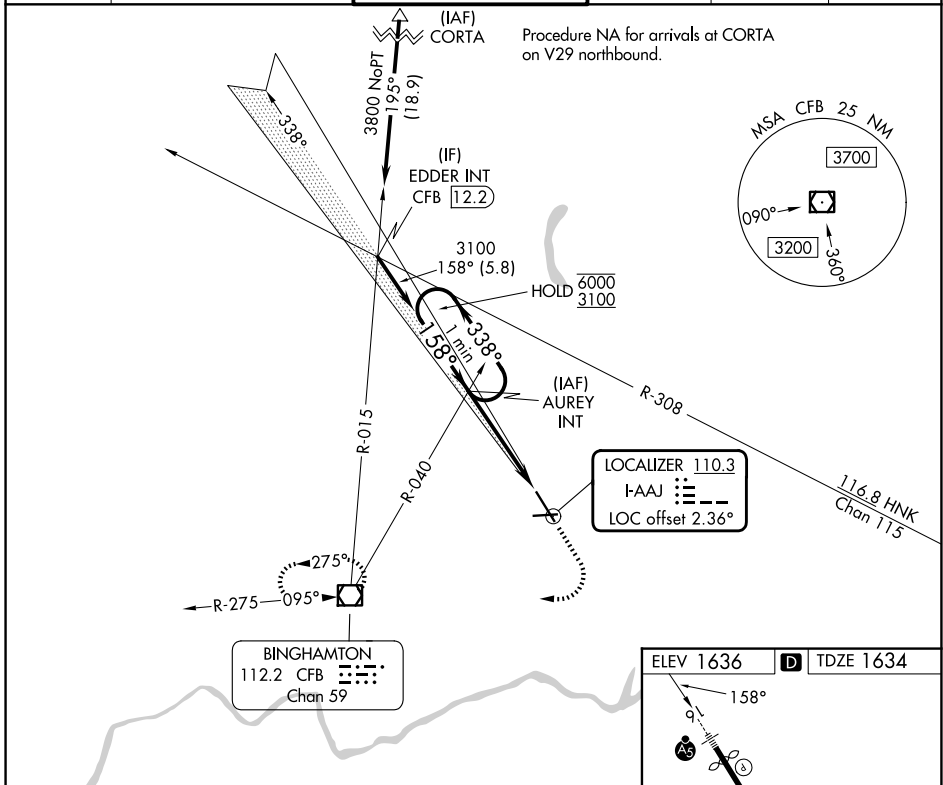 (IAF)
CORTA
Procedure NA for arrivals at CORTA
on V29 northbound.
3800 NoPT
195°
(18.9)
338°
(IF)
EDDER INT
CFB 12.2
MSA CFB 25 NM
3700
090°
3200
360°
3100
158° (5.8)
HOLD 6000
3100
338°
1 min
158°
(IAF)
AUREY
INT
R-308
R-015
R-040
LOCALIZER 110.3
I-AAJ
LOC offset 2.36°
116.8 HNK
Chan 115
275°
R-275
095°
BINGHAMTON
112.2 CFB
Chan 59
ELEV 1636
D
TDZE 1634
158°
16
A5
P